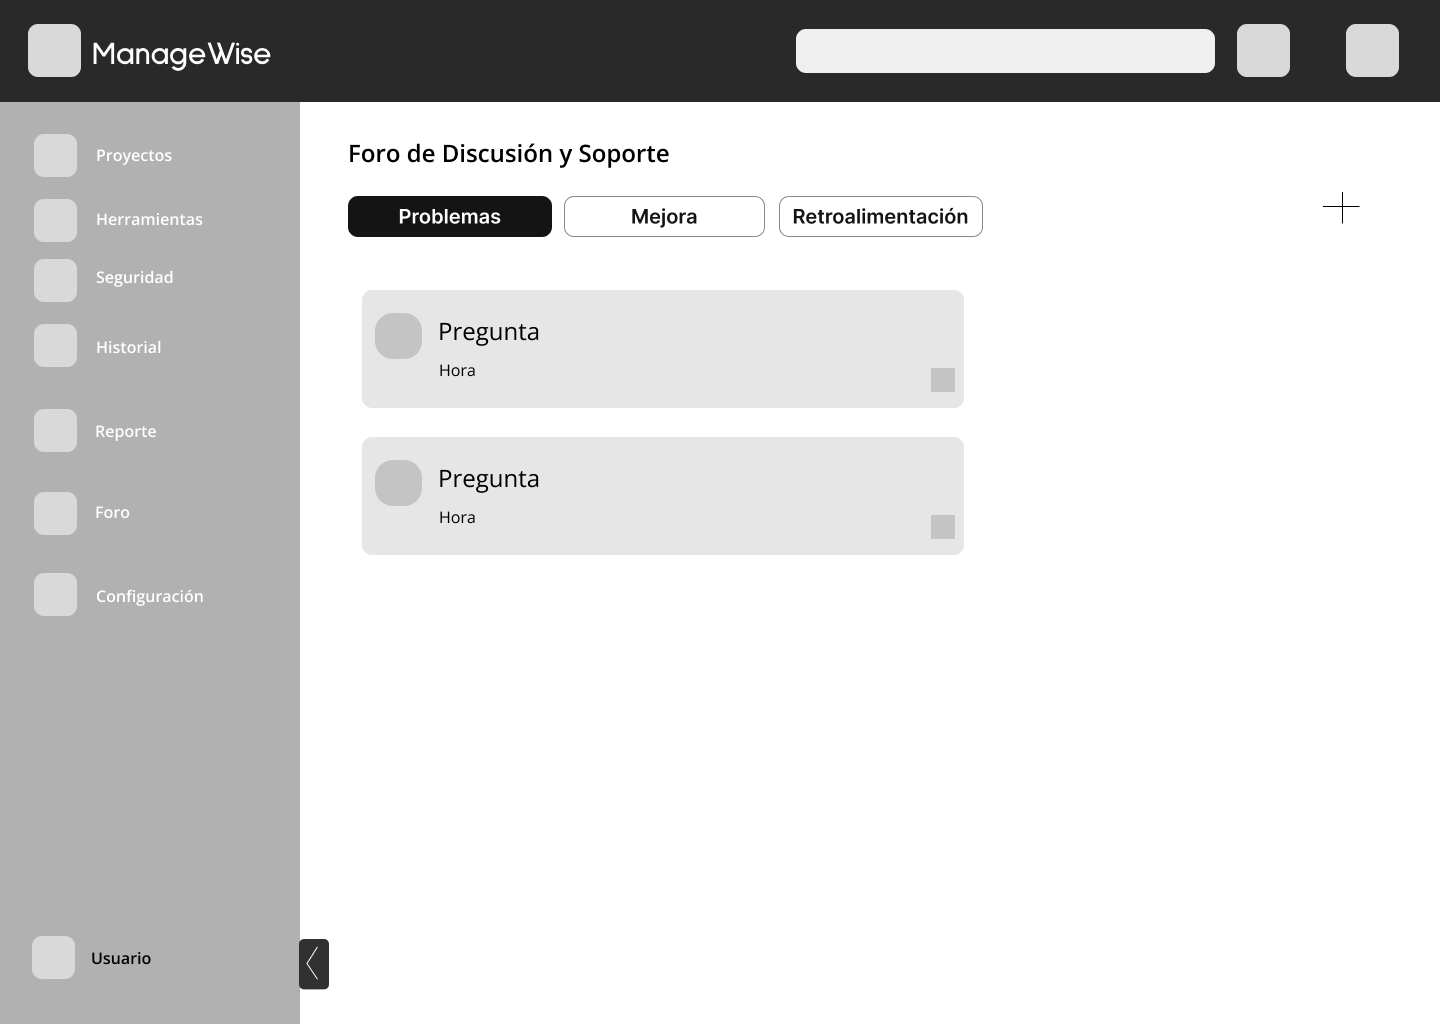 ManageWise
Proyectos
Herramientas
Seguridad
Historial
Reporte
Foro
Configuración
Usuario
Foro de Discusión y Soporte
Problemas
Mejora
Retroalimentación
Pregunta
Hora
Pregunta
Hora